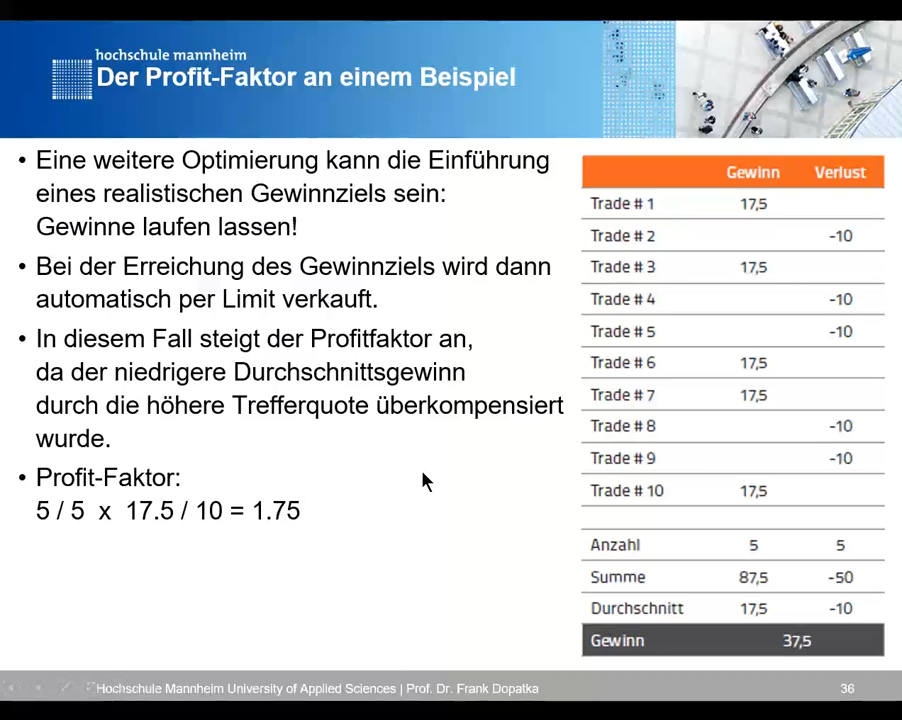 hochschule mannheim
Der Profit-Faktor an einem Beispiel
• Eine weitere Optimierung kann die Einführung
eines realistischen Gewinnziels sein:
Gewinne laufen lassen!
• Bei der Erreichung des Gewinnziels wird dann
automatisch per Limit verkauft.
• In diesem Fall steigt der Profitfaktor an,
da der niedrigere Durchschnittsgewinn
durch die höhere Trefferquote überkompensiert
wurde.
• Profit-Faktor:
5 / 5 x 17.5 / 10 = 1.75
Gewinn Verlust
Trade # 1 17,5
Trade # 2 -10
Trade # 3 17,5
Trade # 4 -10
Trade # 5 -10
Trade # 6 17,5
Trade # 7 17,5
Trade # 8 -10
Trade # 9 -10
Trade # 10 17,5
Anzahl 5 5
Summe 87,5 -50
Durchschnitt 17,5 -10
Gewinn 37,5
Hochschule Mannheim University of Applied Sciences | Prof. Dr. Frank Dopatka 36